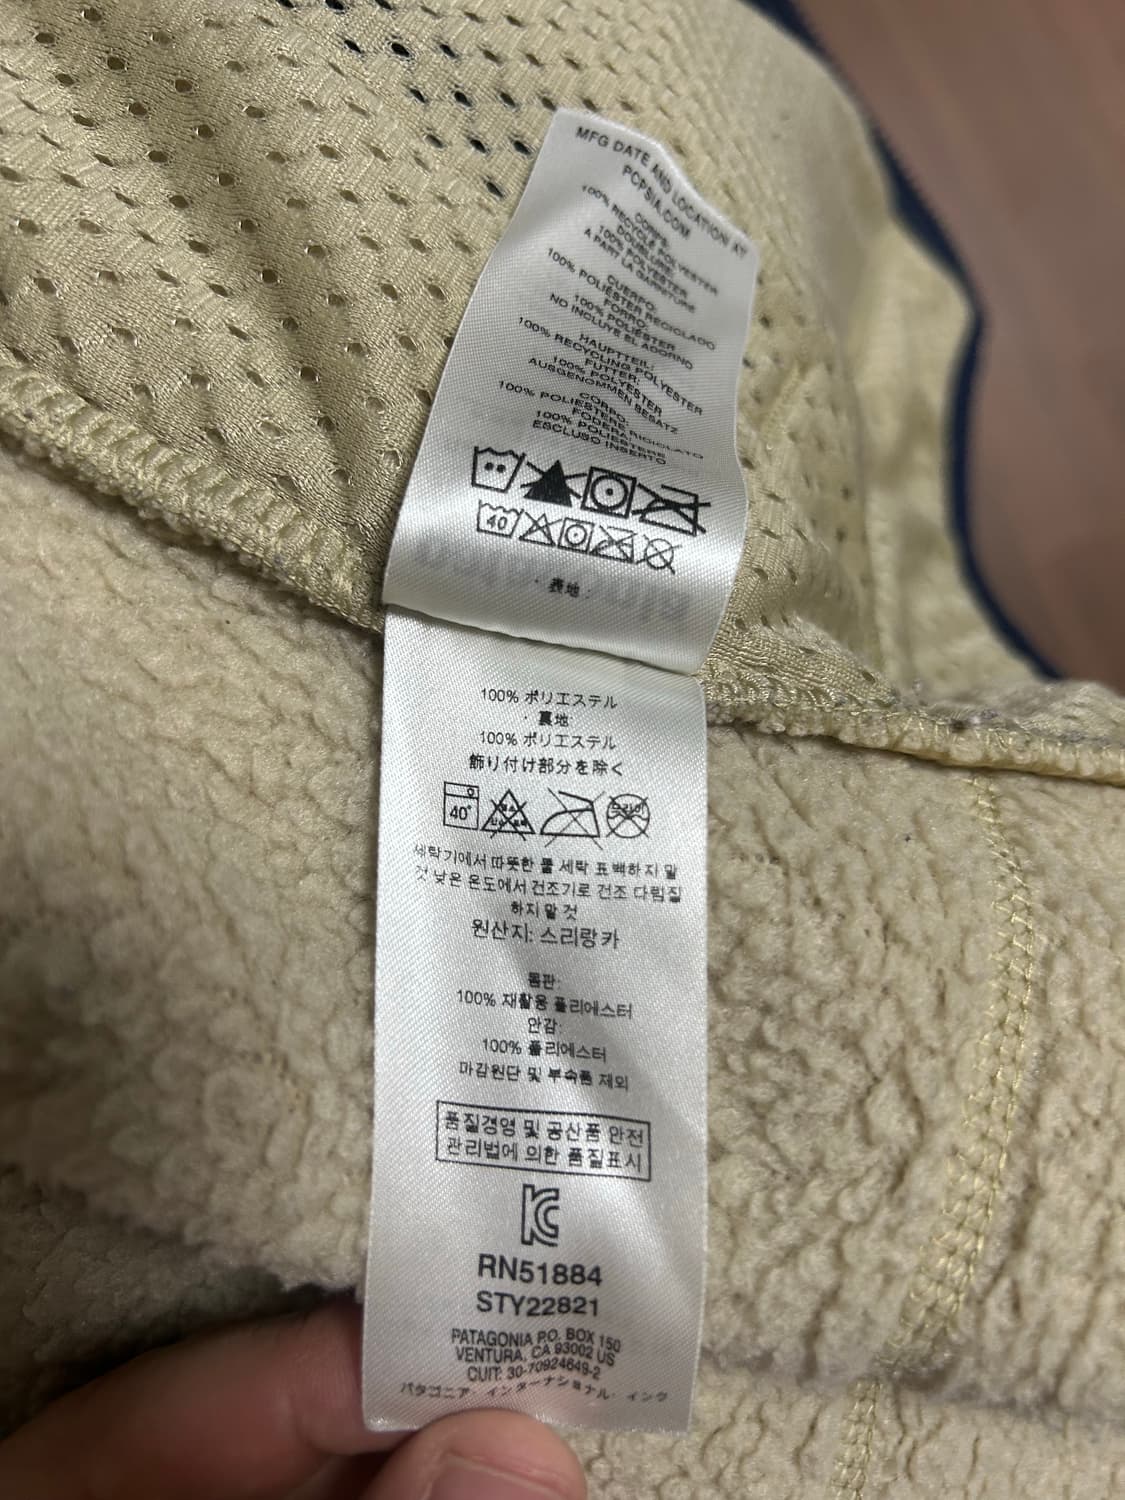 MFG DATE AND LOCATION AT
PCPSIA.COM
CORPS:
100% RECYCLÉ POLYESTER
DOUBLURE:
100% POLYESTER
A PART LA GARNITURE
CUERPO:
100% POLIÉSTER RECICLADO
FORRO:
100% POLIÉSTER
NO INCLUYE EL ADORNO
HAUPTTEIL:
100% RECYCLING POLYESTER
FUTTER:
100% POLYESTER
AUSGENOMMEN BESATZ
CORPO:
100% POLIESTERE RICICLATO
FODERA:
100% POLIESTERE
ESCLUSO INSERTO
40
・表地:
100% ポリエステル
・裏地:
100% ポリエステル
飾り付け部分を除く
40°
세탁기에서 따뜻한 물 세탁 표백하지 말
것 낮은 온도에서 건조기로 건조 다림질
하지 말 것
원산지: 스리랑카
몸판:
100% 재활용 폴리에스터
안감:
100% 폴리에스터
마감원단 및 부속품 제외
품질경영 및 공산품 안전
관리법에 의한 품질표시
RN51884
STY22821
PATAGONIA P.O. BOX 150
VENTURA, CA 93002 US
CUIT: 30-70924649-2
パタゴニア・インターナショナル・インク